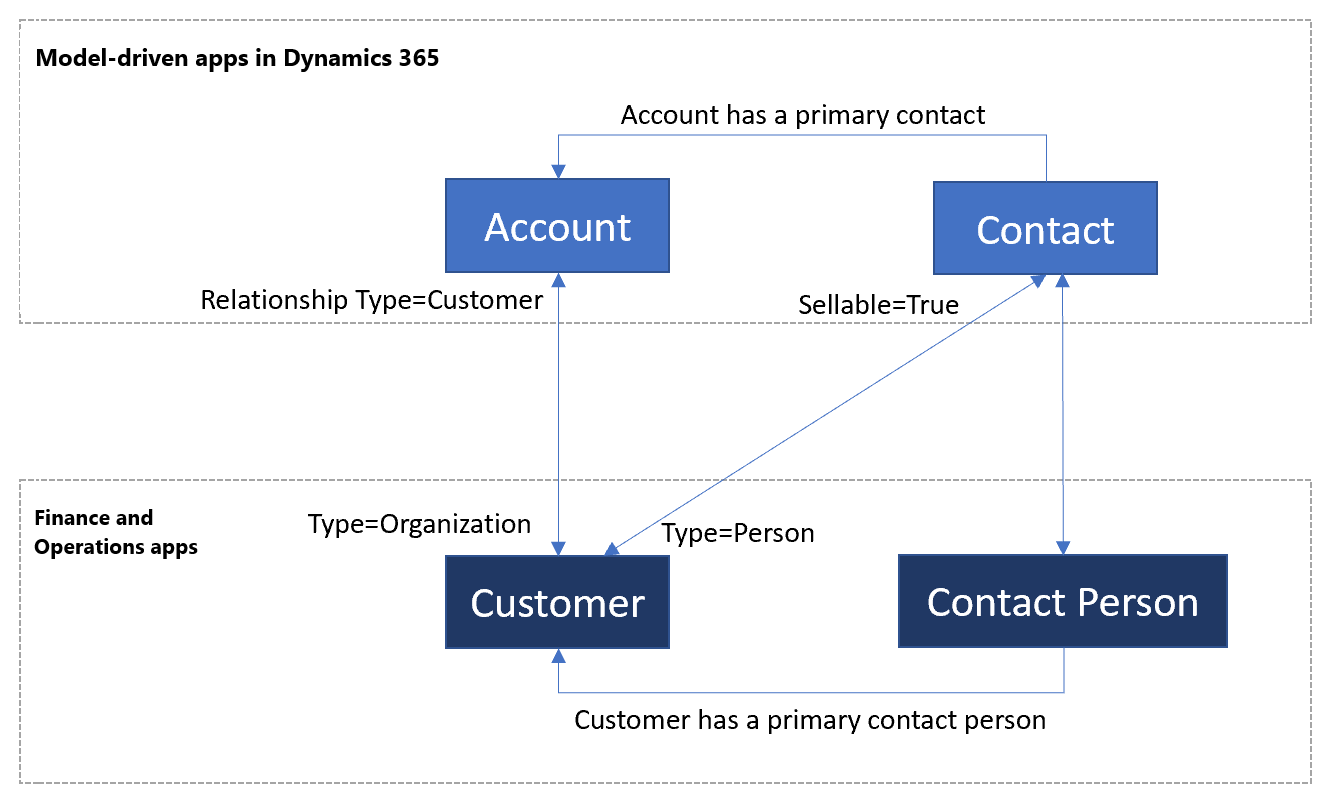 Model-driven apps in Dynamics 365
Account has a primary contact
Account
Contact
Relationship Type=Customer
Sellable=True
Finance and
Operations apps
Type=Organization
Type=Person
Customer
Contact Person
Customer has a primary contact person